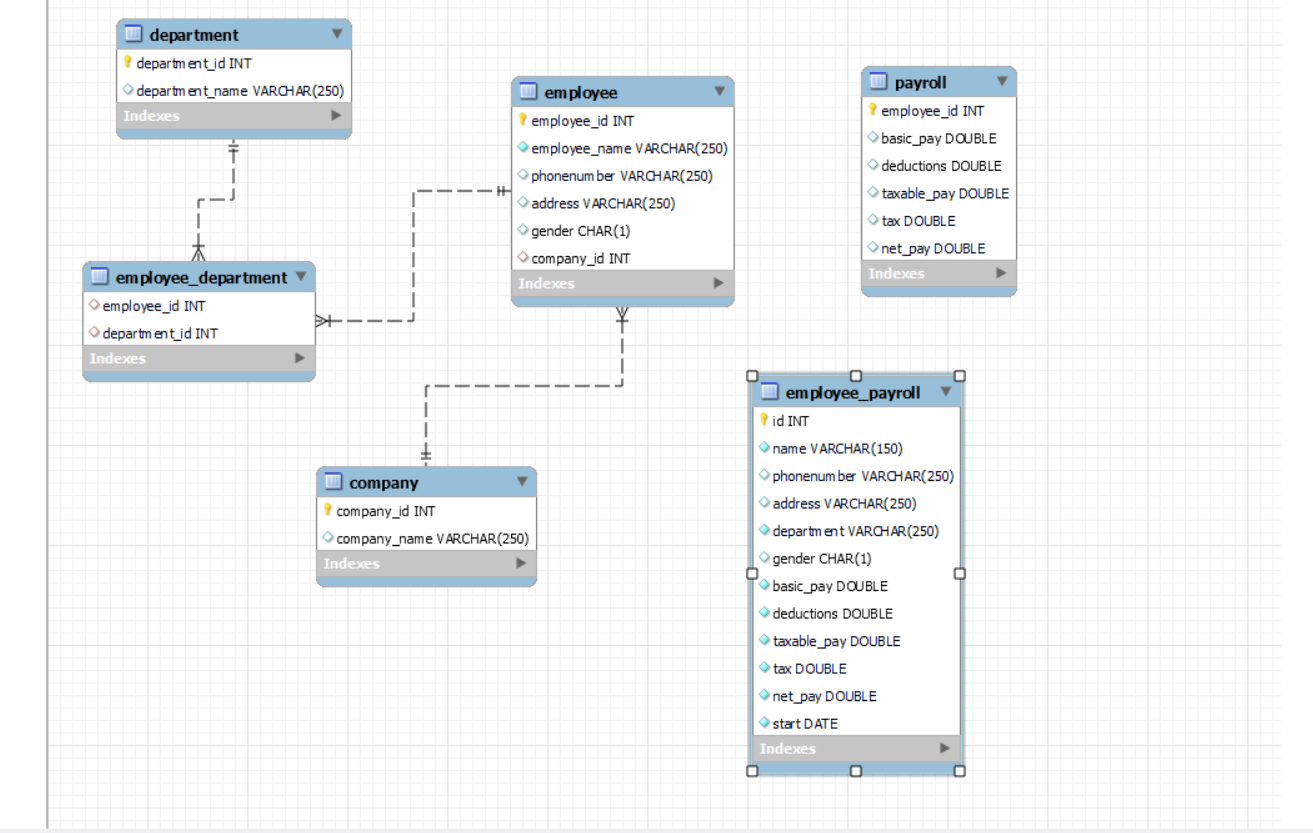 department
department_id INT
department_name VARCHAR(250)
Indexes
employee
employee_id INT
employee_name VARCHAR(250)
phonenumber VARCHAR(250)
address VARCHAR(250)
gender CHAR(1)
company_id INT
Indexes
payroll
employee_id INT
basic_pay DOUBLE
deductions DOUBLE
taxable_pay DOUBLE
tax DOUBLE
net_pay DOUBLE
Indexes
employee_department
employee_id INT
department_id INT
Indexes
company
company_id INT
company_name VARCHAR(250)
Indexes
employee_payroll
id INT
name VARCHAR(150)
phonenumber VARCHAR(250)
address VARCHAR(250)
department VARCHAR(250)
gender CHAR(1)
basic_pay DOUBLE
deductions DOUBLE
taxable_pay DOUBLE
tax DOUBLE
net_pay DOUBLE
start DATE
Indexes